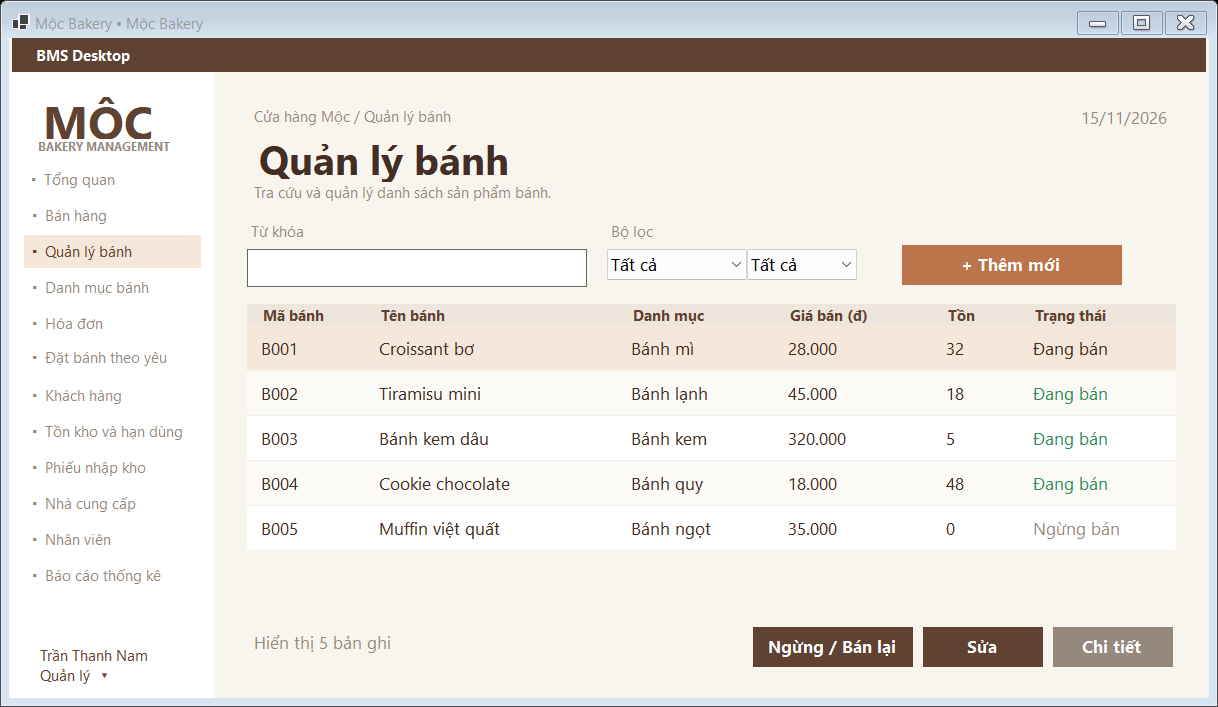 Mộc Bakery • Mộc Bakery
BMS Desktop
MỘC
BAKERY MANAGEMENT
Tổng quan
Bán hàng
Quản lý bánh
Danh mục bánh
Hóa đơn
Đặt bánh theo yêu
Khách hàng
Tồn kho và hạn dùng
Phiếu nhập kho
Nhà cung cấp
Nhân viên
Báo cáo thống kê
Trần Thanh Nam
Quản lý ▾
Cửa hàng Mộc / Quản lý bánh
15/11/2026
Quản lý bánh
Tra cứu và quản lý danh sách sản phẩm bánh.
Từ khóa Bộ lọc
Tất cả Tất cả + Thêm mới
Mã bánh Tên bánh Danh mục Giá bán (đ) Tồn Trạng thái
B001 Croissant bơ Bánh mì 28.000 32 Đang bán
B002 Tiramisu mini Bánh lạnh 45.000 18 Đang bán
B003 Bánh kem dâu Bánh kem 320.000 5 Đang bán
B004 Cookie chocolate Bánh quy 18.000 48 Đang bán
B005 Muffin việt quất Bánh ngọt 35.000 0 Ngừng bán
Hiển thị 5 bản ghi
Ngừng / Bán lại Sửa Chi tiết